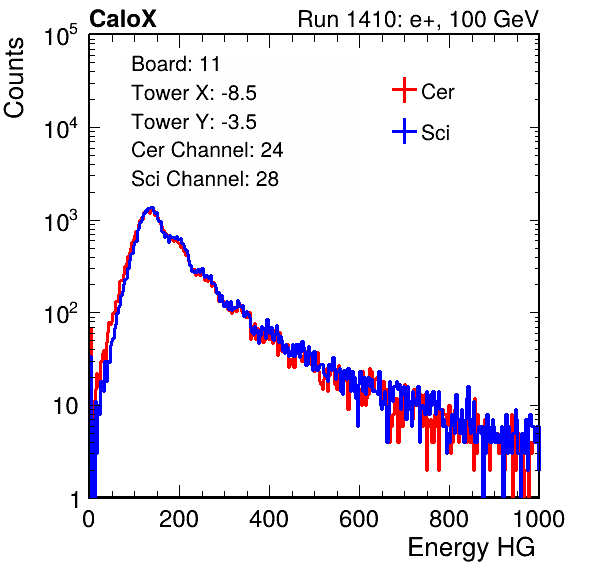 CaloX Run 1410: e+, 100 GeV
Counts
Board: 11
Tower X: -8.5
Tower Y: -3.5
Cer Channel: 24
Sci Channel: 28
Cer
Sci
10^5
10^4
10^3
10^2
10
1
0 200 400 600 800 1000
Energy HG